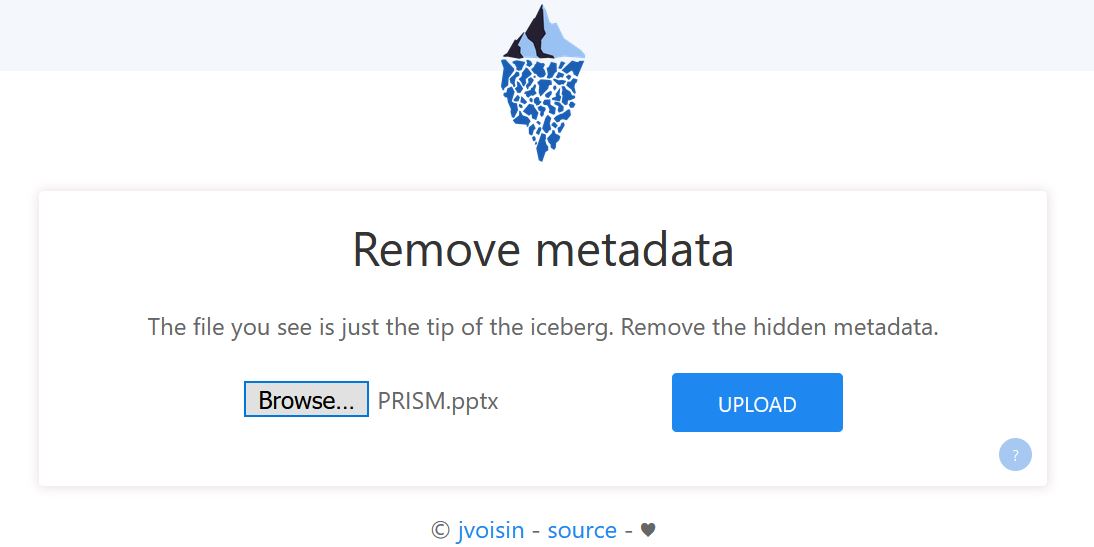 Remove metadata
The file you see is just the tip of the iceberg. Remove the hidden metadata.
Browse... PRISM.pptx UPLOAD
?
© jvoisin - source - ♥